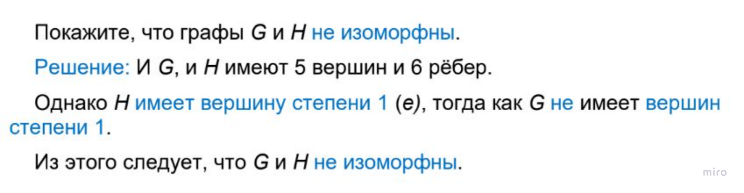 Покажите, что графы G и H не изоморфны.
Решение: И G, и H имеют 5 вершин и 6 рёбер.
Однако H имеет вершину степени 1 (e), тогда как G не имеет вершин
степени 1.
Из этого следует, что G и H не изоморфны.
miro